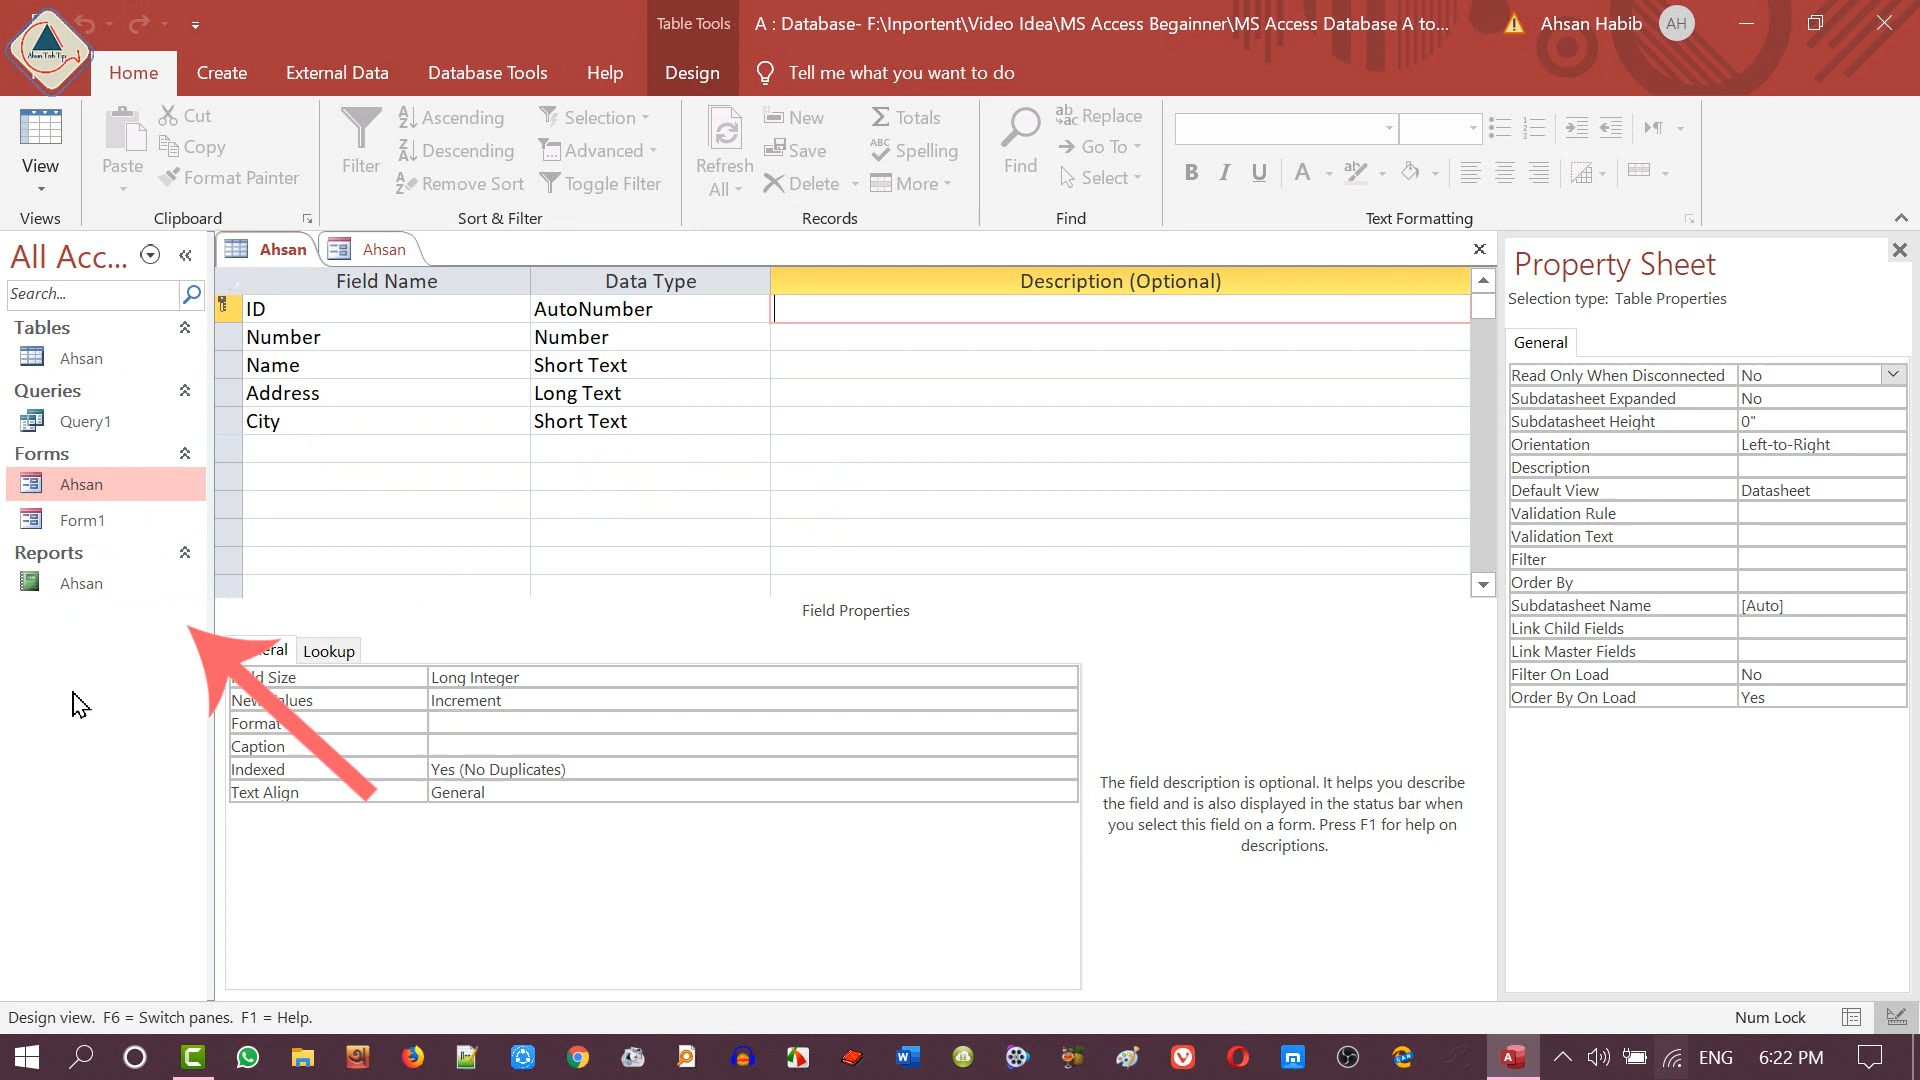 Table Tools
A : Database- F:\Inportent\Video Idea\MS Access Begainner\MS Access Database A to...
Ahsan Habib
AH
Ahsan Tech Tips
Home
Create
External Data
Database Tools
Help
Design
Tell me what you want to do
View
Views
Paste
Cut
Copy
Format Painter
Clipboard
Filter
Ascending
Descending
Remove Sort
Selection
Advanced
Toggle Filter
Sort & Filter
Refresh
All
New
Save
Delete
Totals
Spelling
More
Records
Find
Replace
Go To
Select
Find
B I U A
Text Formatting
All Acc...
Search...
Tables
Ahsan
Queries
Query1
Forms
Ahsan
Form1
Reports
Ahsan
Ahsan
Ahsan
Field Name Data Type Description (Optional)
ID AutoNumber
Number Number
Name Short Text
Address Long Text
City Short Text
Field Properties
eral
Lookup
ld Size Long Integer
New Values Increment
Format
Caption
Indexed Yes (No Duplicates)
Text Align General
The field description is optional. It helps you describe
the field and is also displayed in the status bar when
you select this field on a form. Press F1 for help on
descriptions.
Property Sheet
Selection type: Table Properties
General
Read Only When Disconnected No
Subdatasheet Expanded No
Subdatasheet Height 0"
Orientation Left-to-Right
Description
Default View Datasheet
Validation Rule
Validation Text
Filter
Order By
Subdatasheet Name [Auto]
Link Child Fields
Link Master Fields
Filter On Load No
Order By On Load Yes
Design view. F6 = Switch panes. F1 = Help.
Num Lock
ENG
6:22 PM